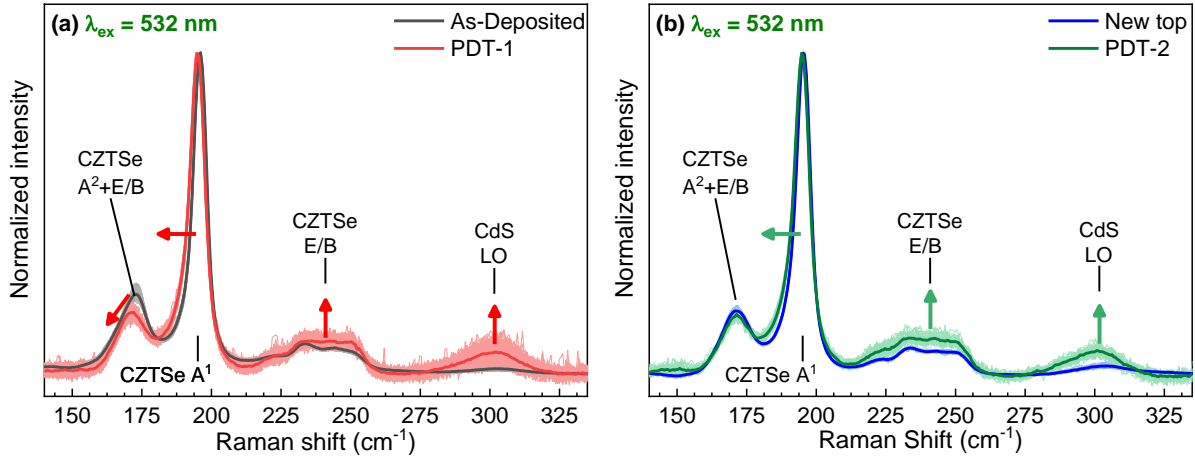 (a) λex = 532 nm
As-Deposited
PDT-1
CZTSe
A²+E/B
CZTSe
E/B
CdS
LO
CZTSe A¹
Normalized intensity
150 175 200 225 250 275 300 325
Raman shift (cm⁻¹)
(b) λex = 532 nm
New top
PDT-2
CZTSe
A²+E/B
CZTSe
E/B
CdS
LO
CZTSe A¹
Normalized intensity
150 175 200 225 250 275 300 325
Raman Shift (cm⁻¹)